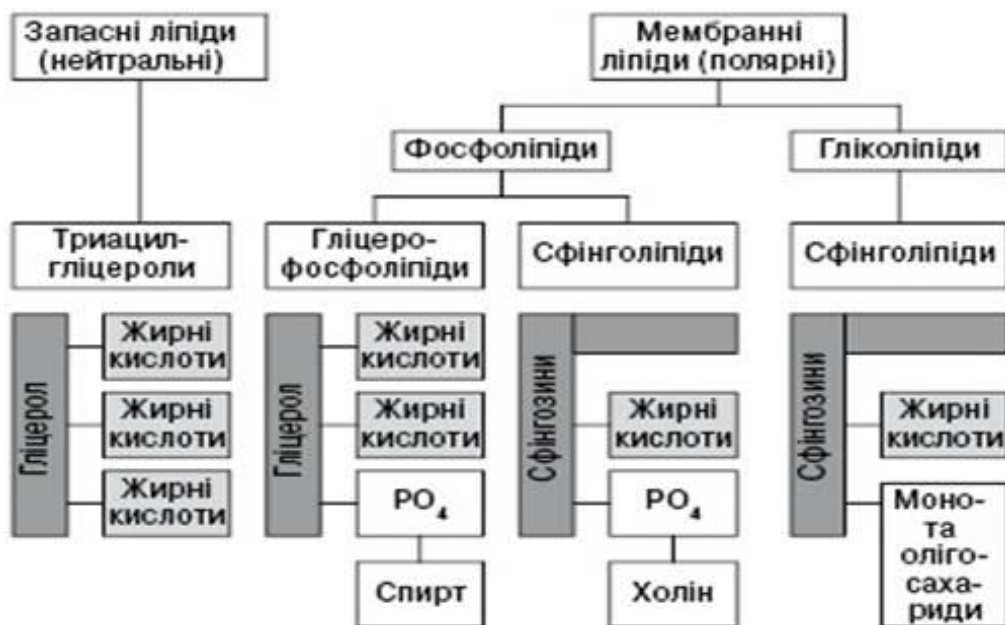 Запасні ліпіди
(нейтральні)
Мембранні
ліпіди (полярні)
Фосфоліпіди
Гліколіпіди
Триацил-
гліцероли
Гліцеро-
фосфоліпіди
Сфінголіпіди
Сфінголіпіди
Гліцерол
Жирні
кислоти
Жирні
кислоти
Жирні
кислоти
Гліцерол
Жирні
кислоти
Жирні
кислоти
PO₄
Спирт
Сфінгозини
Жирні
кислоти
PO₄
Холін
Сфінгозини
Жирні
кислоти
Моно-
та
оліго-
саха-
риди